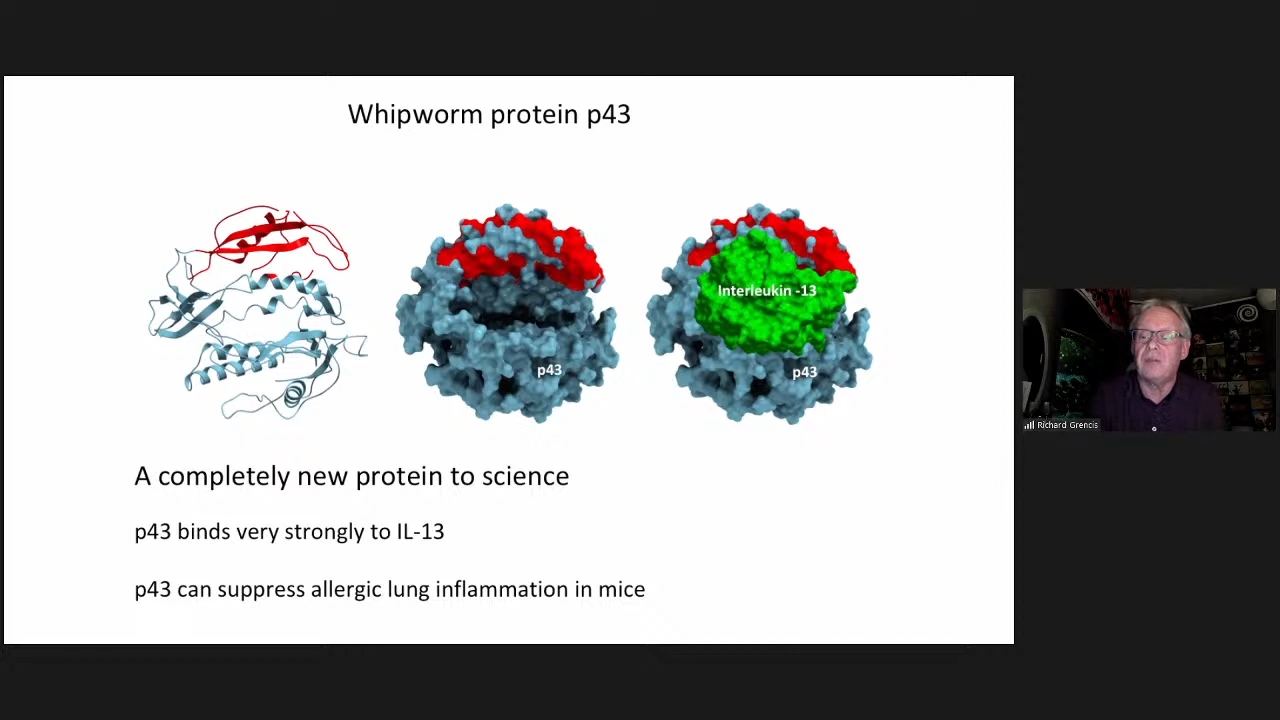 Whipworm protein p43
Interleukin -13
p43
p43
A completely new protein to science
p43 binds very strongly to IL-13
p43 can suppress allergic lung inflammation in mice
Richard Grencis